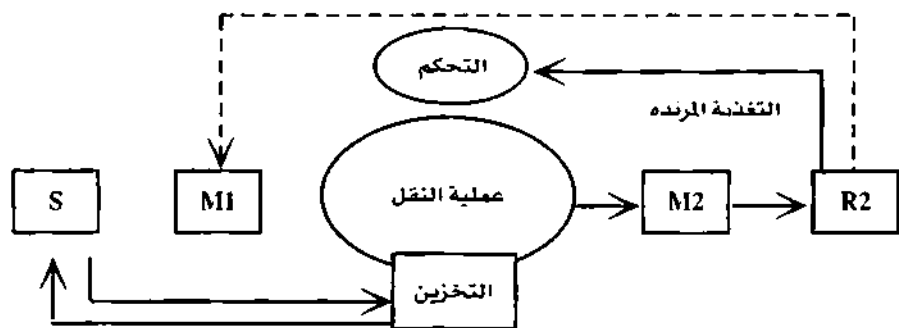 التحكم
التغذية المرتده
S
M1
عملية النقل
M2
R2
التخزين